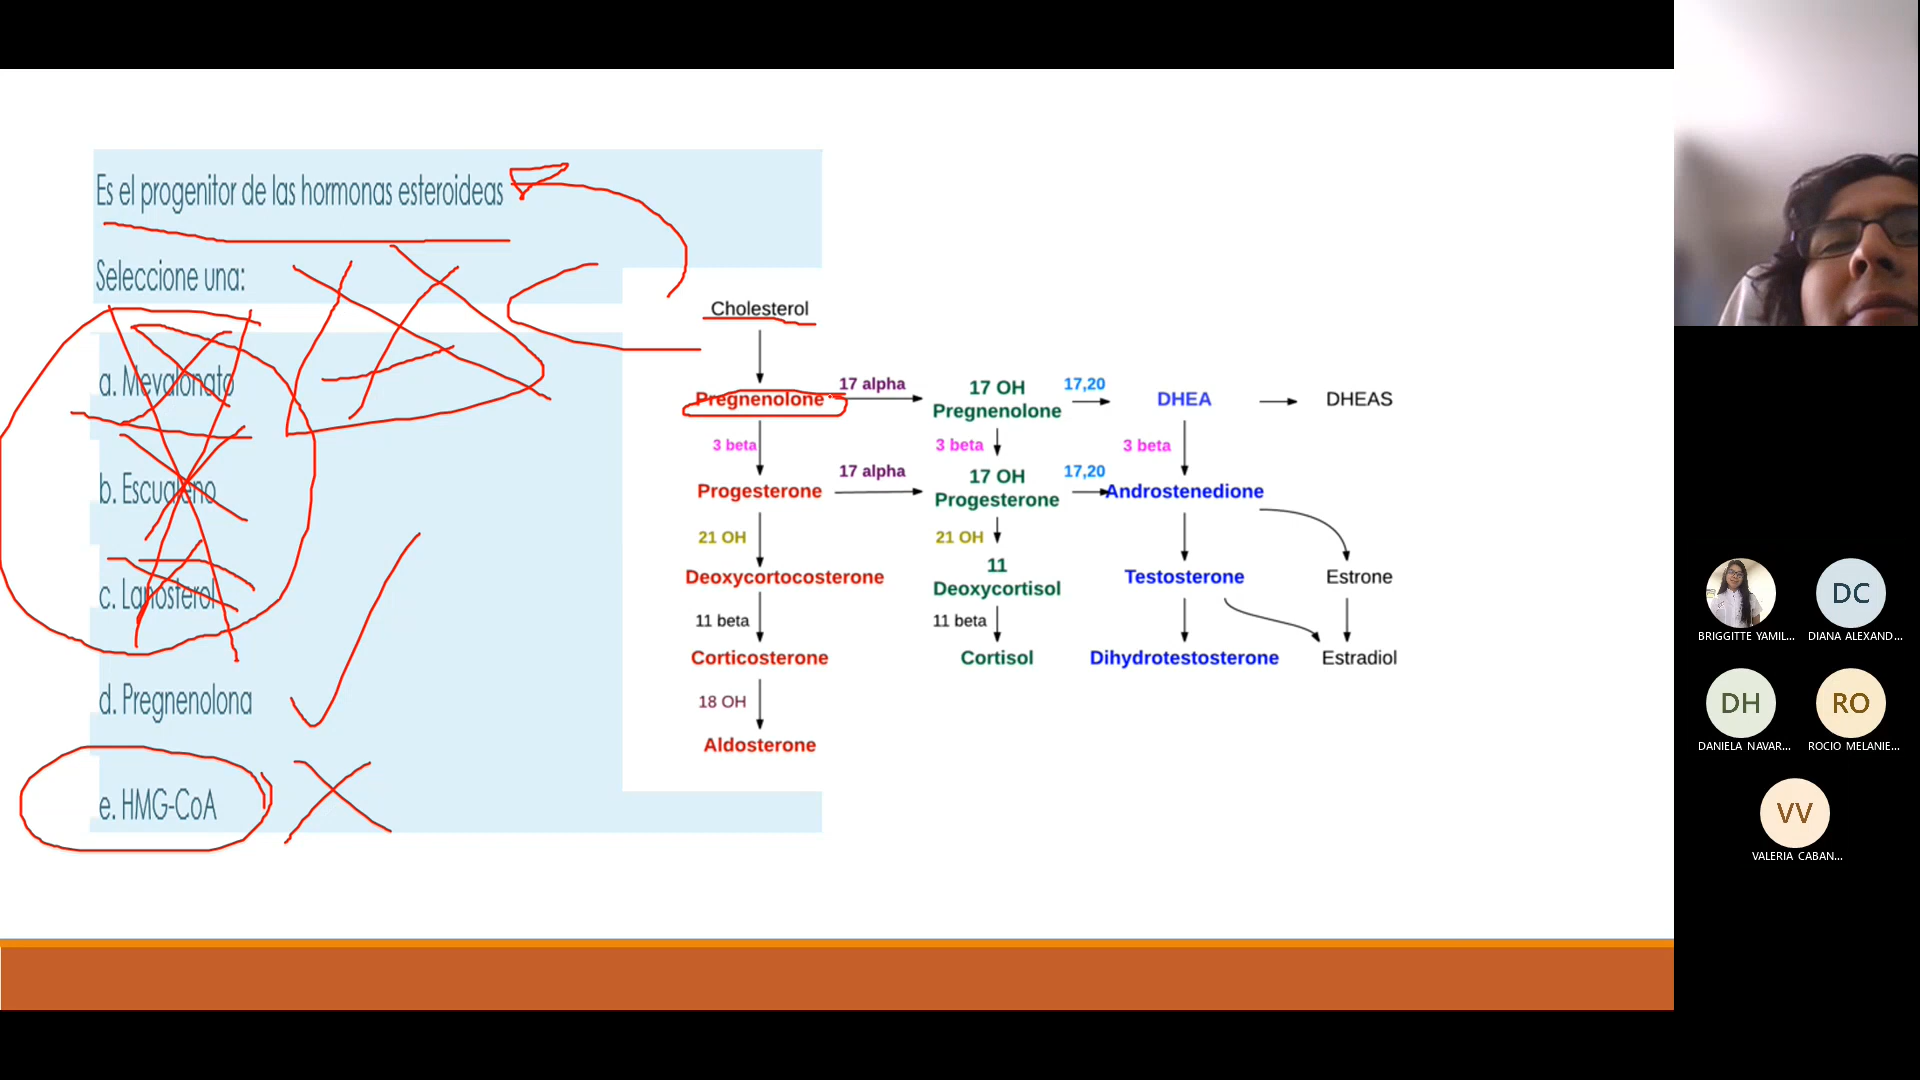 Es el progenitor de las hormonas esteroideas
Seleccione una:
a. Mevalonato
b. Escualeno
c. Lanosterol
d. Pregnenolona
e. HMG-CoA
Cholesterol
Pregnenolone
17 alpha
17 OH
Pregnenolone
17,20
DHEA
DHEAS
3 beta
3 beta
3 beta
Progesterone
17 alpha
17 OH
Progesterone
17,20
Androstenedione
21 OH
21 OH
Deoxycortocosterone
11
Deoxycortisol
Testosterone
Estrone
11 beta
11 beta
Corticosterone
Cortisol
Dihydrotestosterone
Estradiol
18 OH
Aldosterone
DC
BRIGGITTE YAMIL...
DIANA ALEXAND...
DH
RO
DANIELA NAVAR...
ROCIO MELANIE...
VV
VALERIA CABAN...